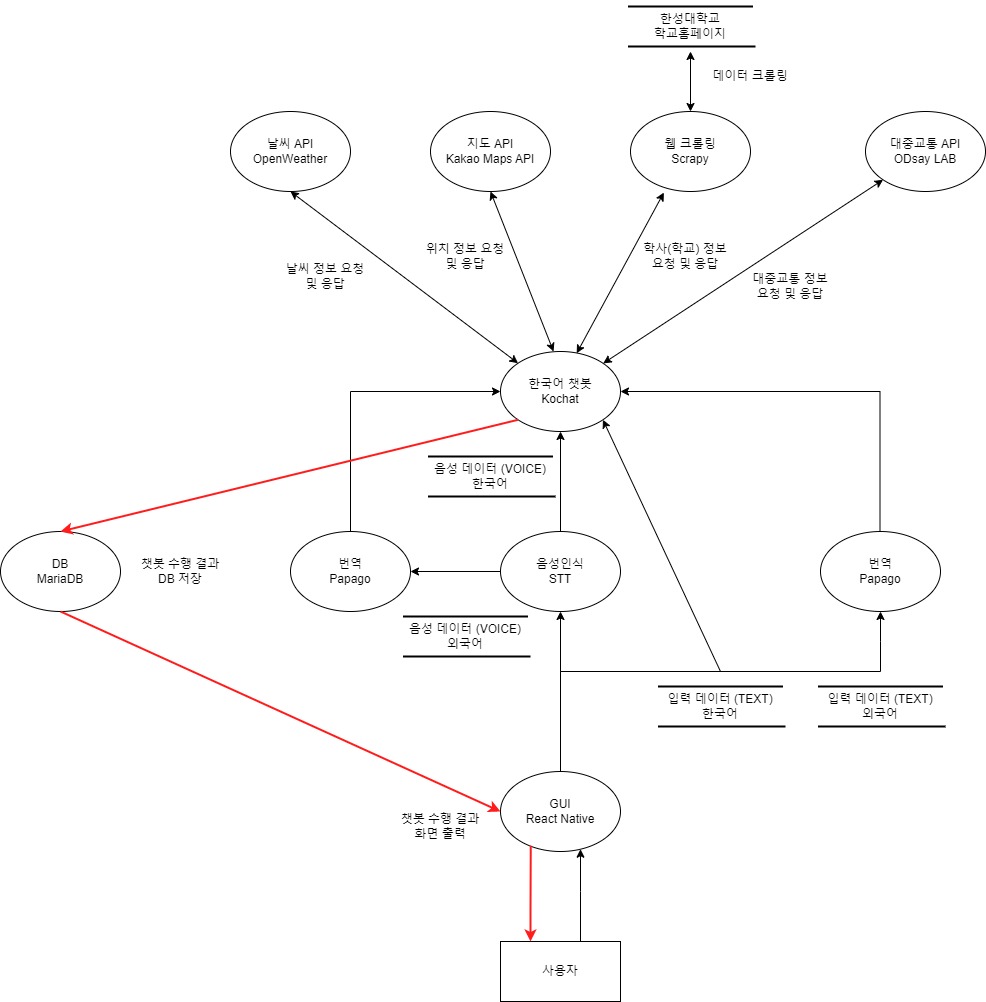 한성대학교
학교홈페이지
데이터 크롤링
날씨 API
OpenWeather
지도 API
Kakao Maps API
웹 크롤링
Scrapy
대중교통 API
ODsay LAB
날씨 정보 요청
및 응답
위치 정보 요청
및 응답
학사(학교) 정보
요청 및 응답
대중교통 정보
요청 및 응답
한국어 챗봇
Kochat
음성 데이터 (VOICE)
한국어
DB
MariaDB
챗봇 수행 결과
DB 저장
번역
Papago
음성인식
STT
번역
Papago
음성 데이터 (VOICE)
외국어
입력 데이터 (TEXT)
한국어
입력 데이터 (TEXT)
외국어
GUI
React Native
챗봇 수행 결과
화면 출력
사용자